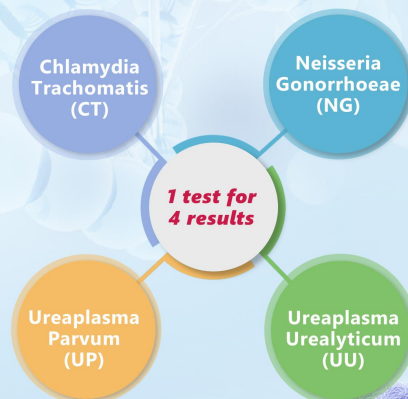 Chlamydia
Trachomatis
(CT)
Neisseria
Gonorrhoeae
(NG)
1 test for
4 results
Ureaplasma
Parvum
(UP)
Ureaplasma
Urealyticum
(UU)